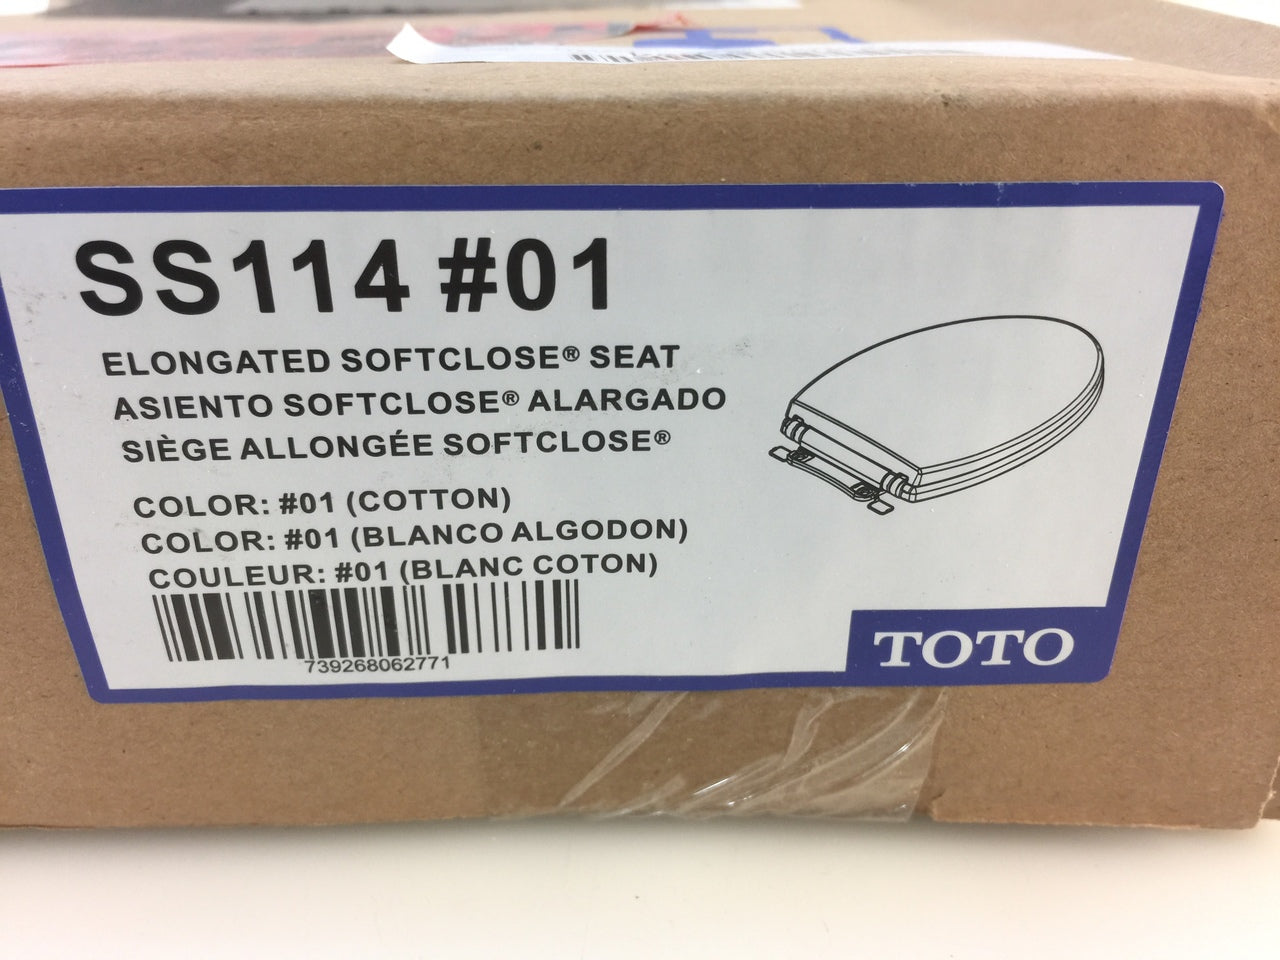 SS114 #01
ELONGATED SOFTCLOSE® SEAT
ASIENTO SOFTCLOSE® ALARGADO
SIÈGE ALLONGÉE SOFTCLOSE®
COLOR: #01 (COTTON)
COLOR: #01 (BLANCO ALGODON)
COULEUR: #01 (BLANC COTON)
739268062771
TOTO